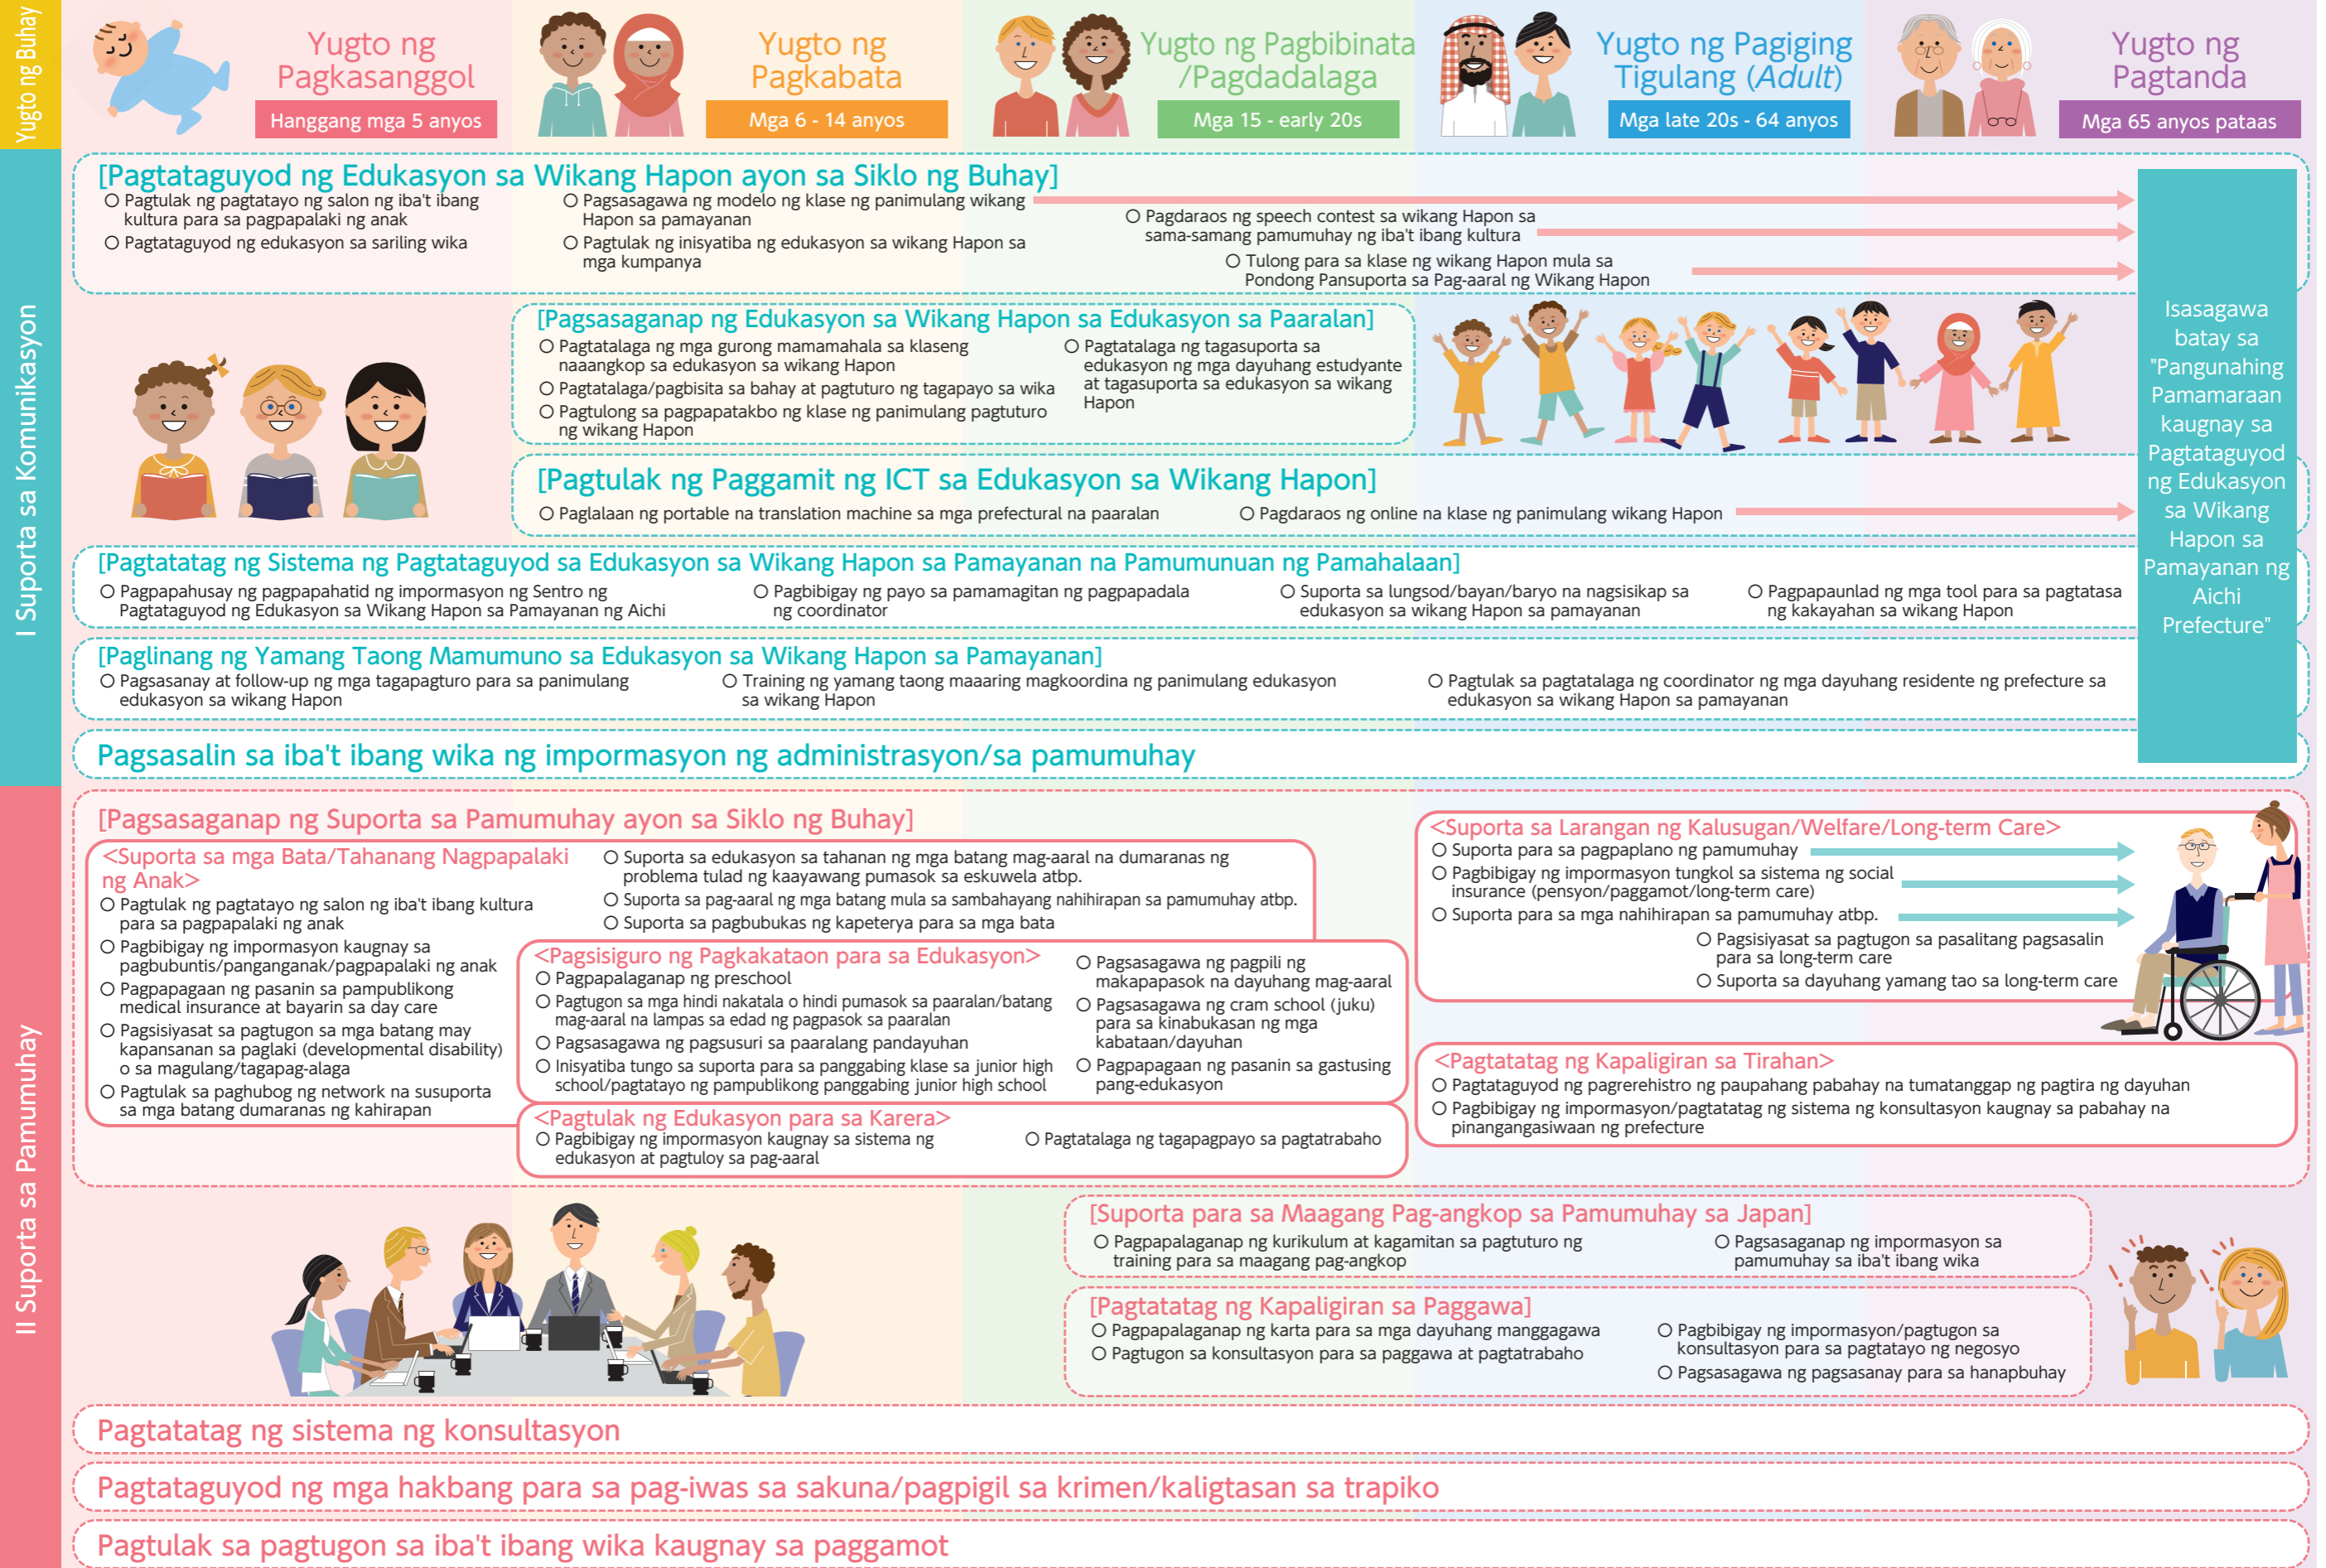 Yugto ng Buhay
Yugto ng
Pagkasanggol
Hanggang mga 5 anyos
Yugto ng
Pagkabata
Mga 6 - 14 anyos
Yugto ng Pagbibinata
/Pagdadalaga
Mga 15 - early 20s
Yugto ng Pagiging
Tigulang (Adult)
Mga late 20s - 64 anyos
Yugto ng
Pagtanda
Mga 65 anyos pataas
I Suporta sa Komunikasyon
[Pagtataguyod ng Edukasyon sa Wikang Hapon ayon sa Siklo ng Buhay]
○ Pagtulak ng pagtatayo ng salon ng iba't ibang
kultura para sa pagpapalaki ng anak
○ Pagtataguyod ng edukasyon sa sariling wika
○ Pagsasagawa ng modelo ng klase ng panimulang wikang
Hapon sa pamayanan
○ Pagtulak ng inisyatiba ng edukasyon sa wikang Hapon sa
mga kumpanya
○ Pagdaraos ng speech contest sa wikang Hapon sa
sama-samang pamumuhay ng iba't ibang kultura
○ Tulong para sa klase ng wikang Hapon mula sa
Pondong Pansuporta sa Pag-aaral ng Wikang Hapon
[Pagsasaganap ng Edukasyon sa Wikang Hapon sa Edukasyon sa Paaralan]
○ Pagtatalaga ng mga gurong mamamahala sa klaseng
naaangkop sa edukasyon sa wikang Hapon
○ Pagtatalaga/pagbisita sa bahay at pagtuturo ng tagapayo sa wika
○ Pagtulong sa pagpapatakbo ng klase ng panimulang pagtuturo
ng wikang Hapon
○ Pagtatalaga ng tagasuporta sa
edukasyon ng mga dayuhang estudyante
at tagasuporta sa edukasyon sa wikang
Hapon
[Pagtulak ng Paggamit ng ICT sa Edukasyon sa Wikang Hapon]
○ Paglalaan ng portable na translation machine sa mga prefectural na paaralan
○ Pagdaraos ng online na klase ng panimulang wikang Hapon
[Pagtatatag ng Sistema ng Pagtataguyod sa Edukasyon sa Wikang Hapon sa Pamayanan na Pamumunuan ng Pamahalaan]
○ Pagpapahusay ng pagpapahatid ng impormasyon ng Sentro ng
Pagtataguyod ng Edukasyon sa Wikang Hapon sa Pamayanan ng Aichi
○ Pagbibigay ng payo sa pamamagitan ng pagpapadala
ng coordinator
○ Suporta sa lungsod/bayan/baryo na nagsisikap sa
edukasyon sa wikang Hapon sa pamayanan
○ Pagpapaunlad ng mga tool para sa pagtatasa
ng kakayahan sa wikang Hapon
[Paglinang ng Yamang Taong Mamumuno sa Edukasyon sa Wikang Hapon sa Pamayanan]
○ Pagsasanay at follow-up ng mga tagapagturo para sa panimulang
edukasyon sa wikang Hapon
○ Training ng yamang taong maaaring magkoordina ng panimulang edukasyon
sa wikang Hapon
○ Pagtulak sa pagtatalaga ng coordinator ng mga dayuhang residente ng prefecture sa
edukasyon sa wikang Hapon sa pamayanan
Pagsasalin sa iba't ibang wika ng impormasyon ng administrasyon/sa pamumuhay
Isasagawa
batay sa
"Pangunahing
Pamamaraan
kaugnay sa
Pagtataguyod
ng Edukasyon
sa Wikang
Hapon sa
Pamayanan ng
Aichi
Prefecture"
II Suporta sa Pamumuhay
[Pagsasaganap ng Suporta sa Pamumuhay ayon sa Siklo ng Buhay]
<Suporta sa mga Bata/Tahanang Nagpapalaki
ng Anak>
○ Pagtulak ng pagtatayo ng salon ng iba't ibang kultura
para sa pagpapalaki ng anak
○ Pagbibigay ng impormasyon kaugnay sa
pagbubuntis/panganganak/pagpapalaki ng anak
○ Pagpapagaan ng pasanin sa pampublikong
medical insurance at bayarin sa day care
○ Pagsisiyasat sa pagtugon sa mga batang may
kapansanan sa paglaki (developmental disability)
o sa magulang/tagapag-alaga
○ Pagtulak sa paghubog ng network na susuporta
sa mga batang dumaranas ng kahirapan
○ Suporta sa edukasyon sa tahanan ng mga batang mag-aaral na dumaranas ng
problema tulad ng kaayawang pumasok sa eskuwela atbp.
○ Suporta sa pag-aaral ng mga batang mula sa sambahayang nahihirapan sa pamumuhay atbp.
○ Suporta sa pagbubukas ng kapeterya para sa mga bata
<Pagsisiguro ng Pagkakataon para sa Edukasyon>
○ Pagpapalaganap ng preschool
○ Pagtugon sa mga hindi nakatala o hindi pumasok sa paaralan/batang
mag-aaral na lampas sa edad ng pagpasok sa paaralan
○ Pagsasagawa ng pagsusuri sa paaralang pandayuhan
○ Inisyatiba tungo sa suporta para sa panggabing klase sa junior high
school/pagtatayo ng pampublikong panggabing junior high school
○ Pagsasagawa ng pagpili ng
makapapasok na dayuhang mag-aaral
○ Pagsasagawa ng cram school (juku)
para sa kinabukasan ng mga
kabataan/dayuhan
○ Pagpapagaan ng pasanin sa gastusing
pang-edukasyon
<Pagtulak ng Edukasyon para sa Karera>
○ Pagbibigay ng impormasyon kaugnay sa sistema ng
edukasyon at pagtuloy sa pag-aaral
○ Pagtatalaga ng tagapagpayo sa pagtatrabaho
<Suporta sa Larangan ng Kalusugan/Welfare/Long-term Care>
○ Suporta para sa pagpaplano ng pamumuhay
○ Pagbibigay ng impormasyon tungkol sa sistema ng social
insurance (pensyon/paggamot/long-term care)
○ Suporta para sa mga nahihirapan sa pamumuhay atbp.
○ Pagsisiyasat sa pagtugon sa pasalitang pagsasalin
para sa long-term care
○ Suporta sa dayuhang yamang tao sa long-term care
<Pagtatatag ng Kapaligiran sa Tirahan>
○ Pagtataguyod ng pagrerehistro ng paupahang pabahay na tumatanggap ng pagtira ng dayuhan
○ Pagbibigay ng impormasyon/pagtatatag ng sistema ng konsultasyon kaugnay sa pabahay na
pinangangasiwaan ng prefecture
[Suporta para sa Maagang Pag-angkop sa Pamumuhay sa Japan]
○ Pagpapalaganap ng kurikulum at kagamitan sa pagtuturo ng
training para sa maagang pag-angkop
○ Pagsasaganap ng impormasyon sa
pamumuhay sa iba't ibang wika
[Pagtatatag ng Kapaligiran sa Paggawa]
○ Pagpapalaganap ng karta para sa mga dayuhang manggagawa
○ Pagtugon sa konsultasyon para sa paggawa at pagtatrabaho
○ Pagbibigay ng impormasyon/pagtugon sa
konsultasyon para sa pagtatayo ng negosyo
○ Pagsasagawa ng pagsasanay para sa hanapbuhay
Pagtatatag ng sistema ng konsultasyon
Pagtataguyod ng mga hakbang para sa pag-iwas sa sakuna/pagpigil sa krimen/kaligtasan sa trapiko
Pagtulak sa pagtugon sa iba't ibang wika kaugnay sa paggamot